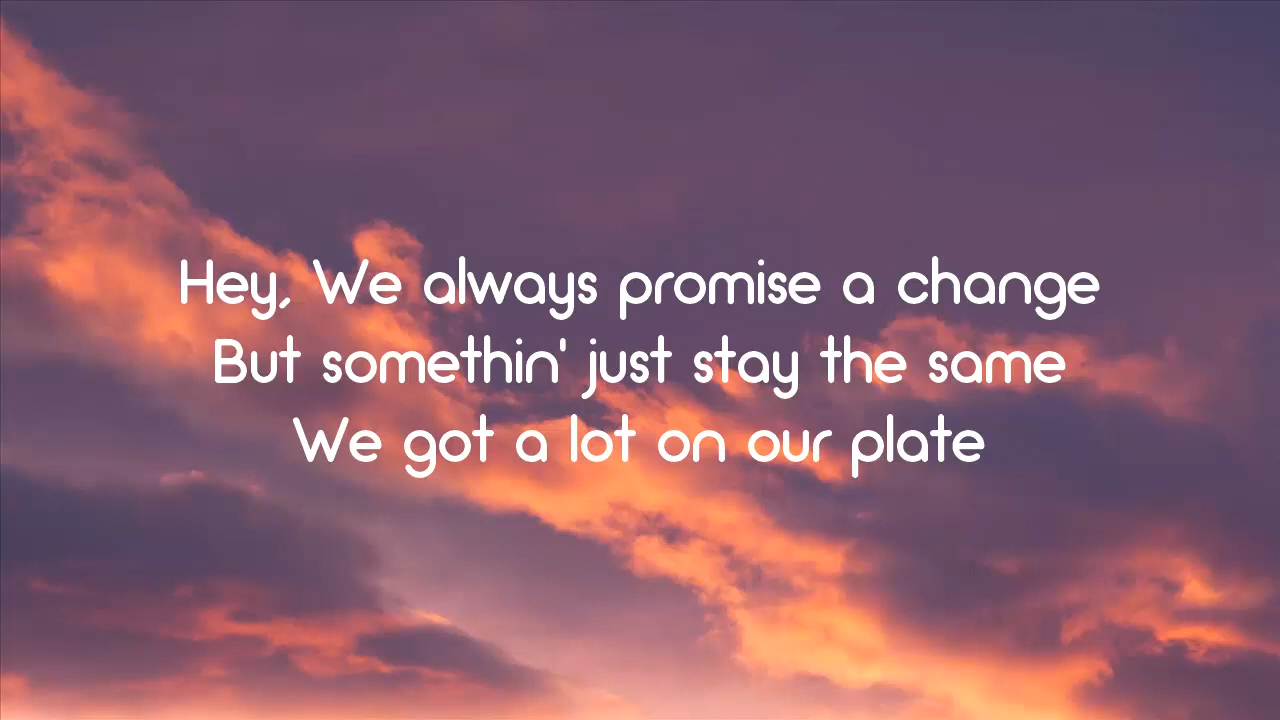 Hey, We always promise a change
But somethin' just stay the same
We got a lot on our plate